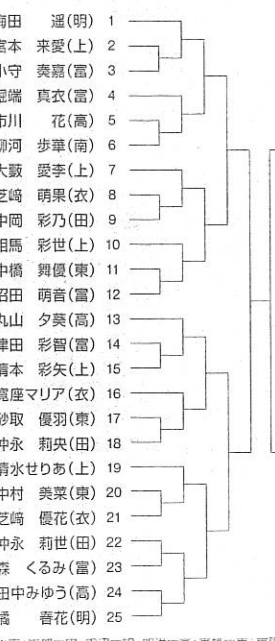 田　遥(明) 1
本　来愛(上) 2
小守　奏嘉(富) 3
堀端　真衣(富) 4
市川　花(高) 5
柳河　歩華(南) 6
大藪　愛李(上) 7
芝﨑　萌果(衣) 8
中岡　彩乃(田) 9
相馬　彩世(上) 10
中橋　舞優(東) 11
沼田　萌音(富) 12
丸山　夕葵(高) 13
津田　彩智(富) 14
清本　彩矢(上) 15
座マリア(衣) 16
砂取　優羽(東) 17
仲永　莉央(田) 18
清水せりあ(上) 19
中村　美菜(東) 20
芝﨑　優花(衣) 21
仲永　莉世(田) 22
森　くるみ(富) 23
田中みゆう(高) 24
橘　春花(明) 25